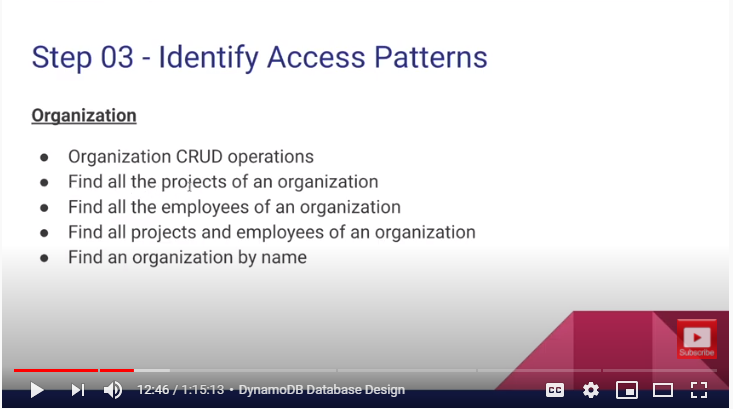 Step 03 - Identify Access Patterns
Organization
● Organization CRUD operations
● Find all the projects of an organization
● Find all the employees of an organization
● Find all projects and employees of an organization
● Find an organization by name
Subscribe
12:46 / 1:15:13 • DynamoDB Database Design
CC